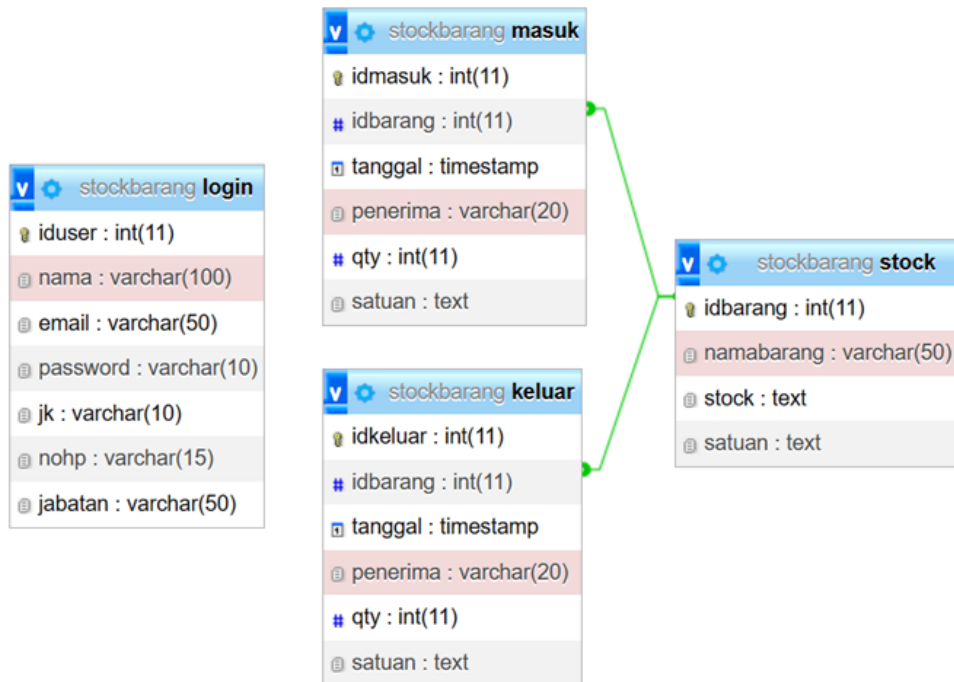 stockbarang login
iduser : int(11)
nama : varchar(100)
email : varchar(50)
password : varchar(10)
jk : varchar(10)
nohp : varchar(15)
jabatan : varchar(50)
stockbarang masuk
idmasuk : int(11)
# idbarang : int(11)
tanggal : timestamp
penerima : varchar(20)
# qty : int(11)
satuan : text
stockbarang keluar
idkeluar : int(11)
# idbarang : int(11)
tanggal : timestamp
penerima : varchar(20)
# qty : int(11)
satuan : text
stockbarang stock
idbarang : int(11)
namabarang : varchar(50)
stock : text
satuan : text